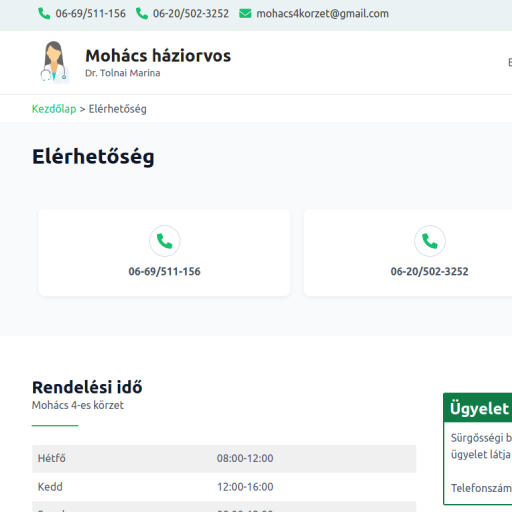 06-69/511-156 06-20/502-3252 mohacs4korzet@gmail.com
Mohács háziorvos
Dr. Tolnai Marina
Kezdőlap > Elérhetőség
Elérhetőség
06-69/511-156
06-20/502-3252
Rendelési idő
Mohács 4-es körzet
Hétfő 08:00-12:00
Kedd 12:00-16:00
Ügyelet
Sürgősségi b
ügyelet látja
Telefonszám